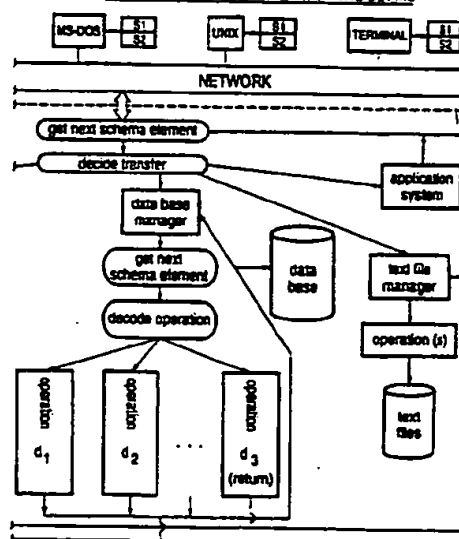 MS-DOS
S1
S2
UNIX
S1
S2
TERMINAL
S1
S2
NETWORK
get next schema element
decide transfer
application
system
data base
manager
get next
schema element
data
base
text file
manager
decode operation
operation (s)
text
files
operation
d1
operation
d2
. . .
operation
d3
(return)